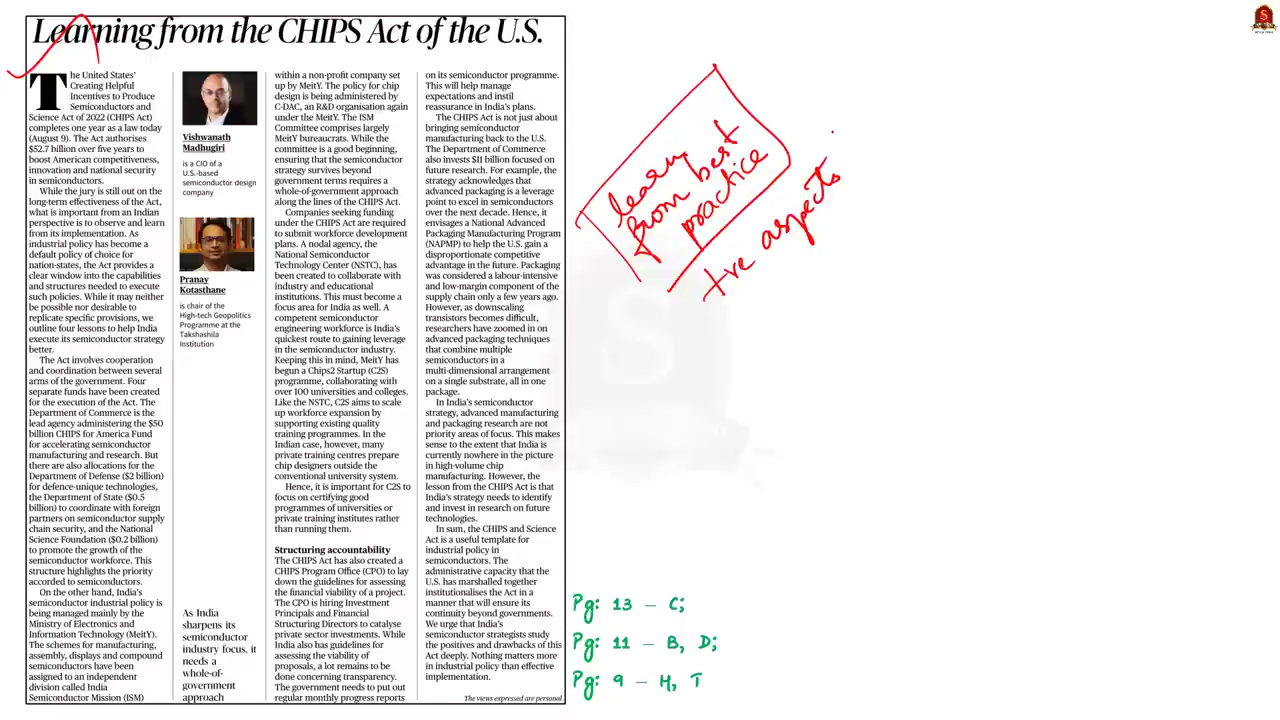 Learning from the CHIPS Act of the U.S.
The United States'
Creating Helpful
Incentives to Produce
Semiconductors and
Science Act of 2022 (CHIPS Act)
completes one year as a law today
(August 9). The Act authorises
$52.7 billion over five years to
boost American competitiveness,
innovation and national security
in semiconductors.
While the jury is still out on the
long-term effectiveness of the Act,
what is important from an Indian
perspective is to observe and learn
from its implementation. As
industrial policy has become a
default policy of choice for
nation-states, the Act provides a
clear window into the capabilities
and structures needed to execute
such policies. While it may neither
be possible nor desirable to
replicate specific provisions, we
outline four lessons to help India
execute its semiconductor strategy
better.
The Act involves cooperation
and coordination between several
arms of the government. Four
separate funds have been created
for the execution of the Act. The
Department of Commerce is the
lead agency administering the $50
billion CHIPS for America Fund
for accelerating semiconductor
manufacturing and research. But
there are also allocations for the
Department of Defense ($2 billion)
for defence-unique technologies,
the Department of State ($0.5
billion) to coordinate with foreign
partners on semiconductor supply
chain security, and the National
Science Foundation ($0.2 billion)
to promote the growth of the
semiconductor workforce. This
structure highlights the priority
accorded to semiconductors.
On the other hand, India's
semiconductor industrial policy is
being managed mainly by the
Ministry of Electronics and
Information Technology (MeitY).
The schemes for manufacturing,
assembly, displays and compound
semiconductors have been
assigned to an independent
division called India
Semiconductor Mission (ISM)
Vishwanath
Madhugiri
is a CIO of a
U.S.-based
semiconductor design
company
Pranay
Kotasthane
is chair of the
High-tech Geopolitics
Programme at the
Takshashila
Institution
As India
sharpens its
semiconductor
industry focus, it
needs a
whole-of-
government
approach
within a non-profit company set
up by MeitY. The policy for chip
design is being administered by
C-DAC, an R&D organisation again
under the MeitY. The ISM
Committee comprises largely
MeitY bureaucrats. While the
committee is a good beginning,
ensuring that the semiconductor
strategy survives beyond
government terms requires a
whole-of-government approach
along the lines of the CHIPS Act.
Companies seeking funding
under the CHIPS Act are required
to submit workforce development
plans. A nodal agency, the
National Semiconductor
Technology Center (NSTC), has
been created to collaborate with
industry and educational
institutions. This must become a
focus area for India as well. A
competent semiconductor
engineering workforce is India's
quickest route to gaining leverage
in the semiconductor industry.
Keeping this in mind, MeitY has
begun a Chips2 Startup (C2S)
programme, collaborating with
over 100 universities and colleges.
Like the NSTC, C2S aims to scale
up workforce expansion by
supporting existing quality
training programmes. In the
Indian case, however, many
private training centres prepare
chip designers outside the
conventional university system.
Hence, it is important for C2S to
focus on certifying good
programmes of universities or
private training institutes rather
than running them.
Structuring accountability
The CHIPS Act has also created a
CHIPS Program Office (CPO) to lay
down the guidelines for assessing
the financial viability of a project.
The CPO is hiring Investment
Principals and Financial
Structuring Directors to catalyse
private sector investments. While
India also has guidelines for
assessing the viability of
proposals, a lot remains to be
done concerning transparency.
The government needs to put out
regular monthly progress reports
on its semiconductor programme.
This will help manage
expectations and instil
reassurance in India's plans.
The CHIPS Act is not just about
bringing semiconductor
manufacturing back to the U.S.
The Department of Commerce
also invests $11 billion focused on
future research. For example, the
strategy acknowledges that
advanced packaging is a leverage
point to excel in semiconductors
over the next decade. Hence, it
envisages a National Advanced
Packaging Manufacturing Program
(NAPMP) to help the U.S. gain a
disproportionate competitive
advantage in the future. Packaging
was considered a labour-intensive
and low-margin component of the
supply chain only a few years ago.
However, as downscaling
transistors becomes difficult,
researchers have zoomed in on
advanced packaging techniques
that combine multiple
semiconductors in a
multi-dimensional arrangement
on a single substrate, all in one
package.
In India's semiconductor
strategy, advanced manufacturing
and packaging research are not
priority areas of focus. This makes
sense to the extent that India is
currently nowhere in the picture
in high-volume chip
manufacturing. However, the
lesson from the CHIPS Act is that
India's strategy needs to identify
and invest in research on future
technologies.
In sum, the CHIPS and Science
Act is a useful template for
industrial policy in
semiconductors. The
administrative capacity that the
U.S. has marshalled together
institutionalises the Act in a
manner that will ensure its
continuity beyond governments.
We urge that India's
semiconductor strategists study
the positives and drawbacks of this
Act deeply. Nothing matters more
in industrial policy than effective
implementation.
The views expressed are personal
learn
from best
practice
+ve aspects
Pg: 13 – C;
Pg: 11 – B, D;
Pg: 9 – H, T